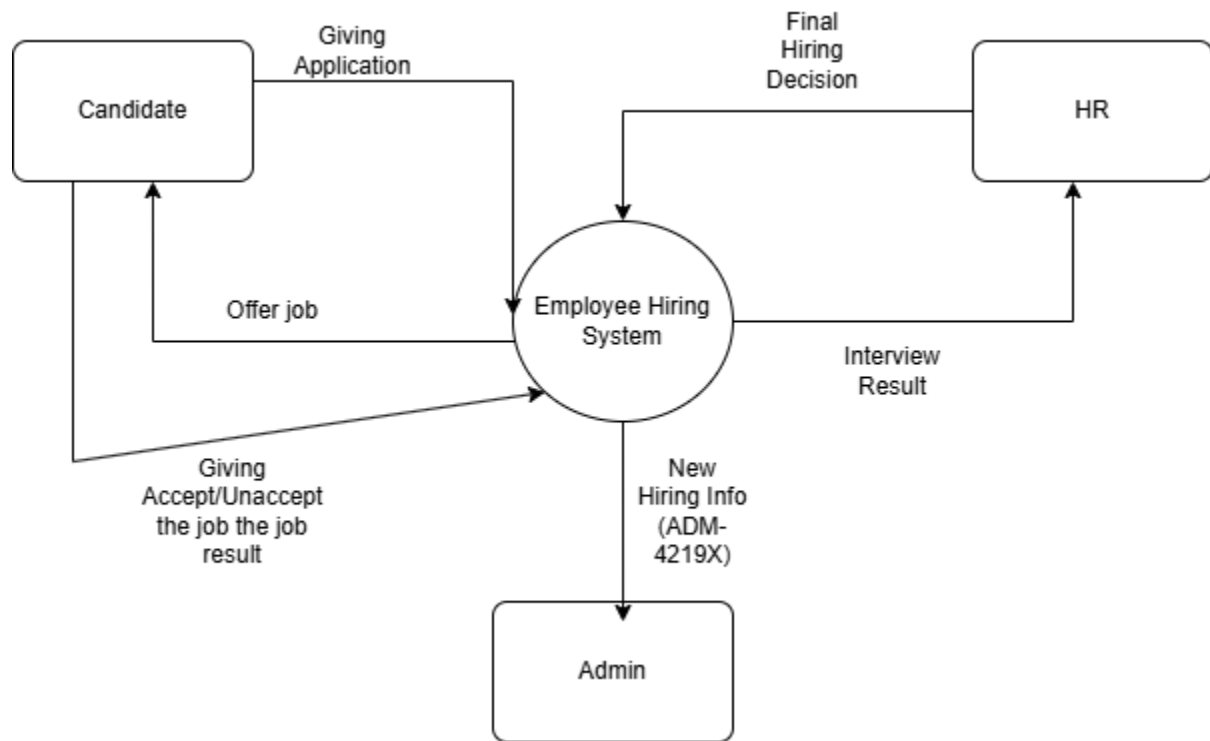 Giving
Application
Final
Hiring
Decision
Candidate
HR
Offer job
Employee Hiring
System
Interview
Result
Giving
Accept/Unaccept
the job the job
result
New
Hiring Info
(ADM-
4219X)
Admin